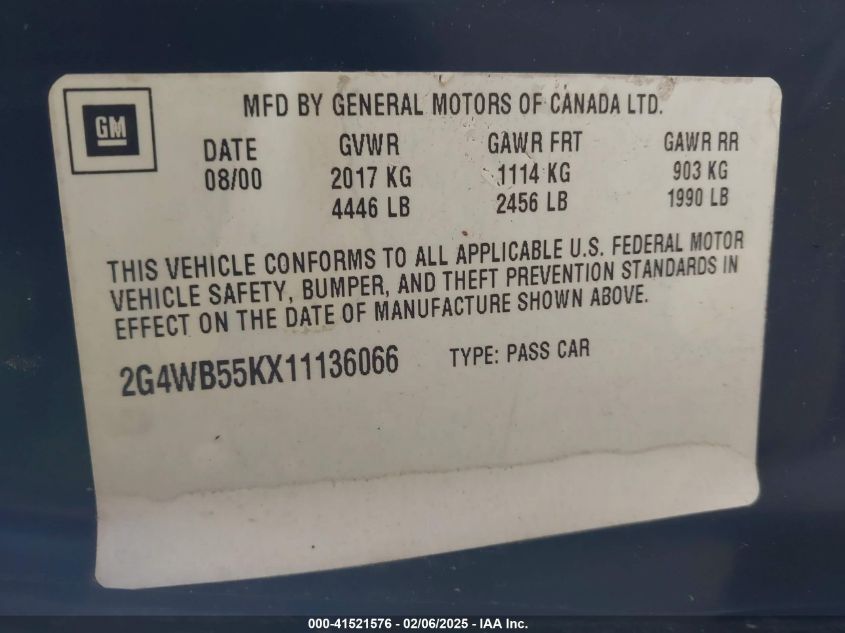 GM
MFD BY GENERAL MOTORS OF CANADA LTD.
DATE GVWR GAWR FRT GAWR RR
08/00 2017 KG 1114 KG 903 KG
4446 LB 2456 LB 1990 LB
THIS VEHICLE CONFORMS TO ALL APPLICABLE U.S. FEDERAL MOTOR
VEHICLE SAFETY, BUMPER, AND THEFT PREVENTION STANDARDS IN
EFFECT ON THE DATE OF MANUFACTURE SHOWN ABOVE.
2G4WB55KX11136066 TYPE: PASS CAR
000-41521576 - 02/06/2025 - IAA Inc.